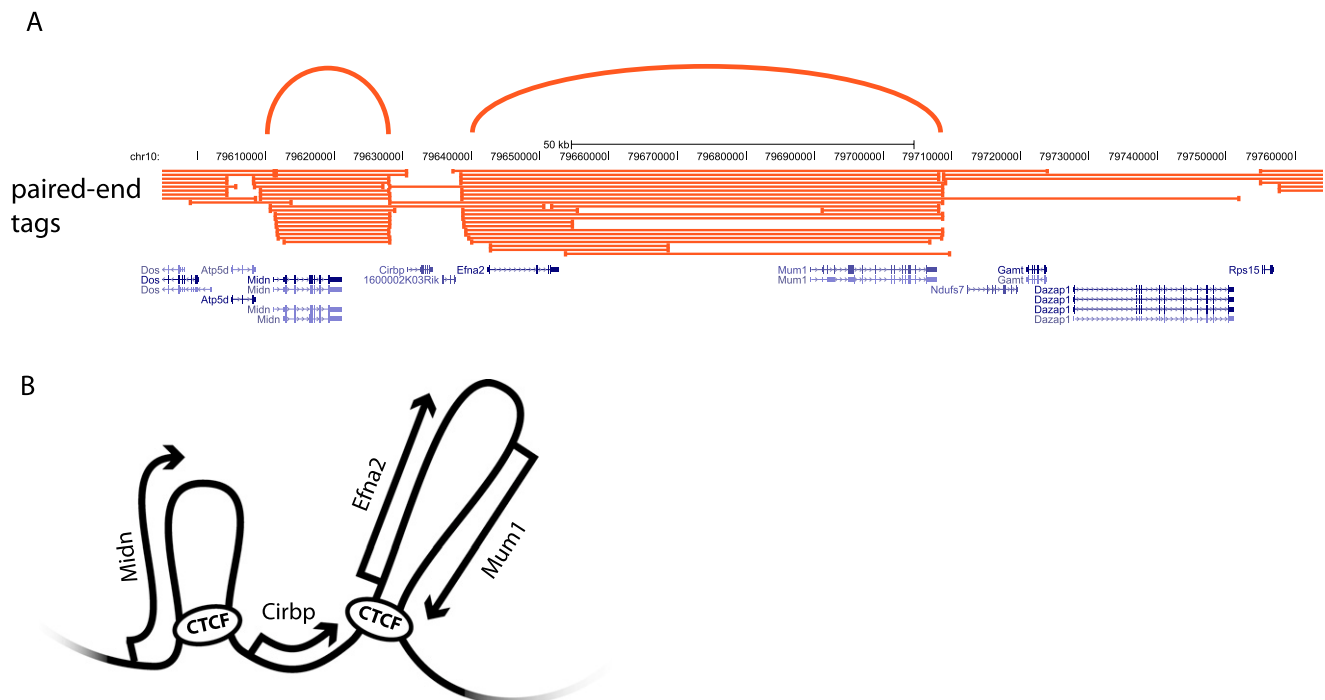 A
50 kb
chr10: 79610000 79620000 79630000 79640000 79650000 79660000 79670000 79680000 79690000 79700000 79710000 79720000 79730000 79740000 79750000 79760000
paired-end
tags
Dos Atp5d Cirbp Efna2 Mum1 Gamt Rps15
Dos Midn 1600002K03Rik Mum1 Gamt
Dos Midn Ndufs7 Dazap1
Atp5d Dazap1
Midn Dazap1
Midn Dazap1
B
Efna2
Midn
Mum1
Cirbp
CTCF
CTCF